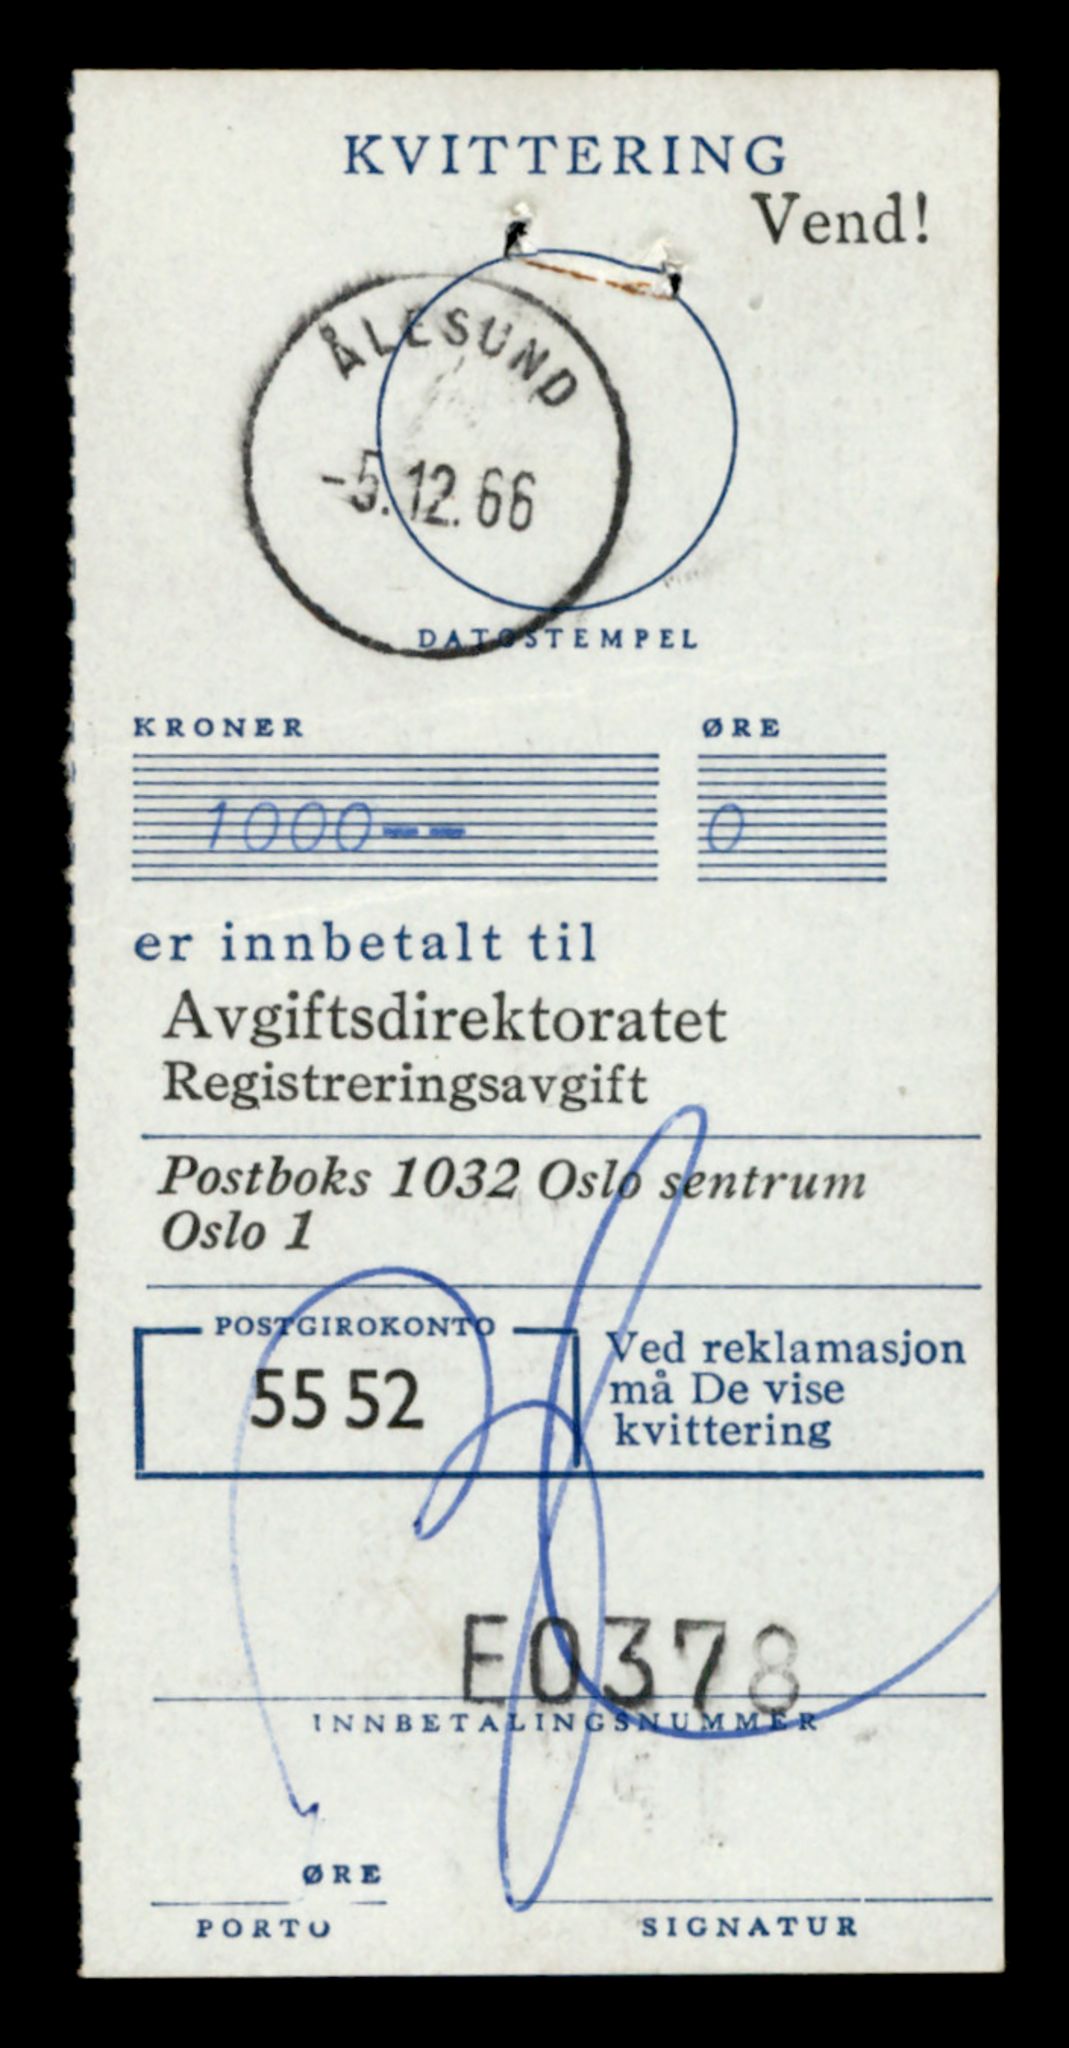 KVITTERING
Vend!
ÅLESUND
-5.12.66
DATOSTEMPEL
KRONER ØRE
1000-- 0
er innbetalt til
Avgiftsdirektoratet
Registreringsavgift
Postboks 1032 Oslo sentrum
Oslo 1
POSTGIROKONTO
55 52
Ved reklamasjon
må De vise
kvittering
E0378
INNBETALINGSNUMMER
ØRE
PORTO
SIGNATUR